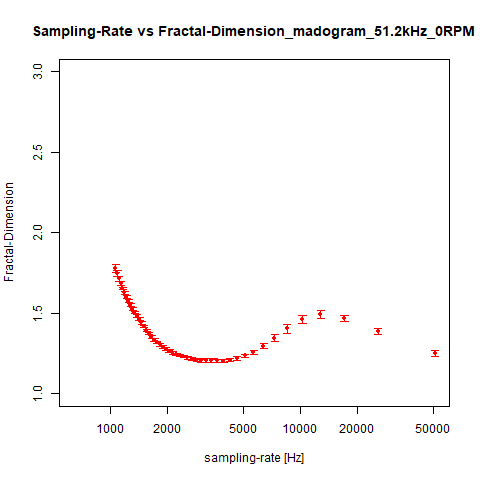 Sampling-Rate vs Fractal-Dimension_madogram_51.2kHz_0RPM
3.0
2.5
2.0
1.5
1.0
Fractal-Dimension
1000 2000 5000 10000 20000 50000
sampling-rate [Hz]